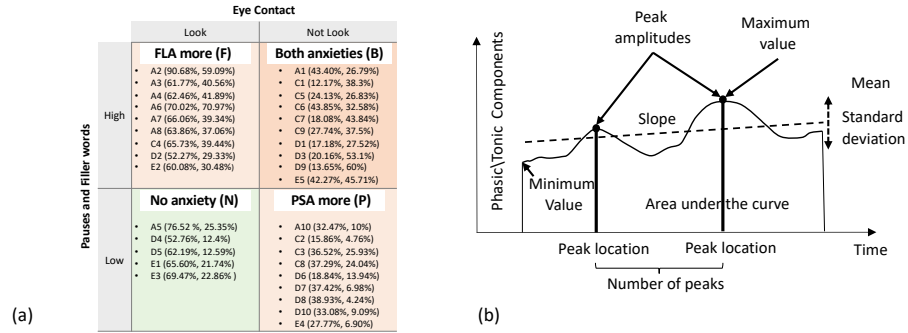 Eye Contact
Look
Not Look
Pauses and Filler words
High
FLA more (F)
• A2 (90.68%, 59.09%)
• A3 (61.77%, 40.56%)
• A4 (62.46%, 41.89%)
• A6 (70.02%, 70.97%)
• A7 (66.06%, 39.34%)
• A8 (63.86%, 37.06%)
• C4 (65.73%, 39.44%)
• D2 (52.27%, 29.33%)
• E2 (60.08%, 30.48%)
Both anxieties (B)
• A1 (43.40%, 26.79%)
• C1 (12.17%, 38.3%)
• C5 (24.13%, 26.83%)
• C6 (43.85%, 32.58%)
• C7 (18.08%, 43.84%)
• C9 (27.74%, 37.5%)
• D1 (17.18%, 27.52%)
• D3 (20.16%, 53.1%)
• D9 (13.65%, 60%)
• E5 (42.27%, 45.71%)
Low
No anxiety (N)
• A5 (76.52 %, 25.35%)
• D4 (52.76%, 12.4%)
• D5 (62.19%, 12.59%)
• E1 (65.60%, 21.74%)
• E3 (69.47%, 22.86% )
PSA more (P)
• A10 (32.47%, 10%)
• C2 (15.86%, 4.76%)
• C3 (36.52%, 25.93%)
• C8 (37.29%, 24.04%)
• D6 (18.84%, 13.94%)
• D7 (37.42%, 6.98%)
• D8 (38.93%, 4.24%)
• D10 (33.08%, 9.09%)
• E4 (27.77%, 6.90%)
(a)
Phasic\Tonic Components
Peak
amplitudes
Maximum
value
Mean
Standard
deviation
Slope
Minimum
Value
Area under the curve
Peak location
Peak location
Time
Number of peaks
(b)